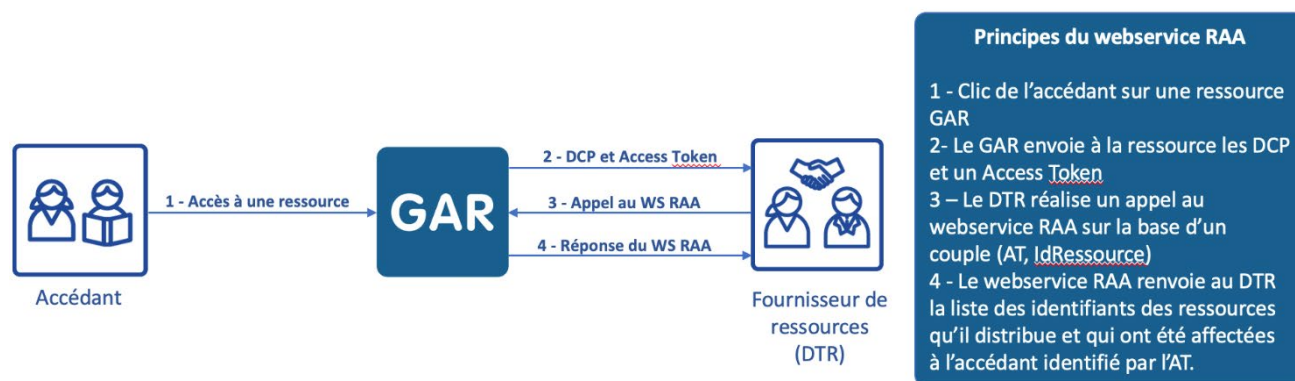 Principes du webservice RAA
1 - Clic de l'accédant sur une ressource
GAR
2- Le GAR envoie à la ressource les DCP
et un Access Token
3 – Le DTR réalise un appel au
webservice RAA sur la base d'un
couple (AT, IdRessource)
4 - Le webservice RAA renvoie au DTR
la liste des identifiants des ressources
qu'il distribue et qui ont été affectées
à l'accédant identifié par l'AT.
Accédant
1 - Accès à une ressource
GAR
2 - DCP et Access Token
3 - Appel au WS RAA
4 - Réponse du WS RAA
Fournisseur de
ressources
(DTR)